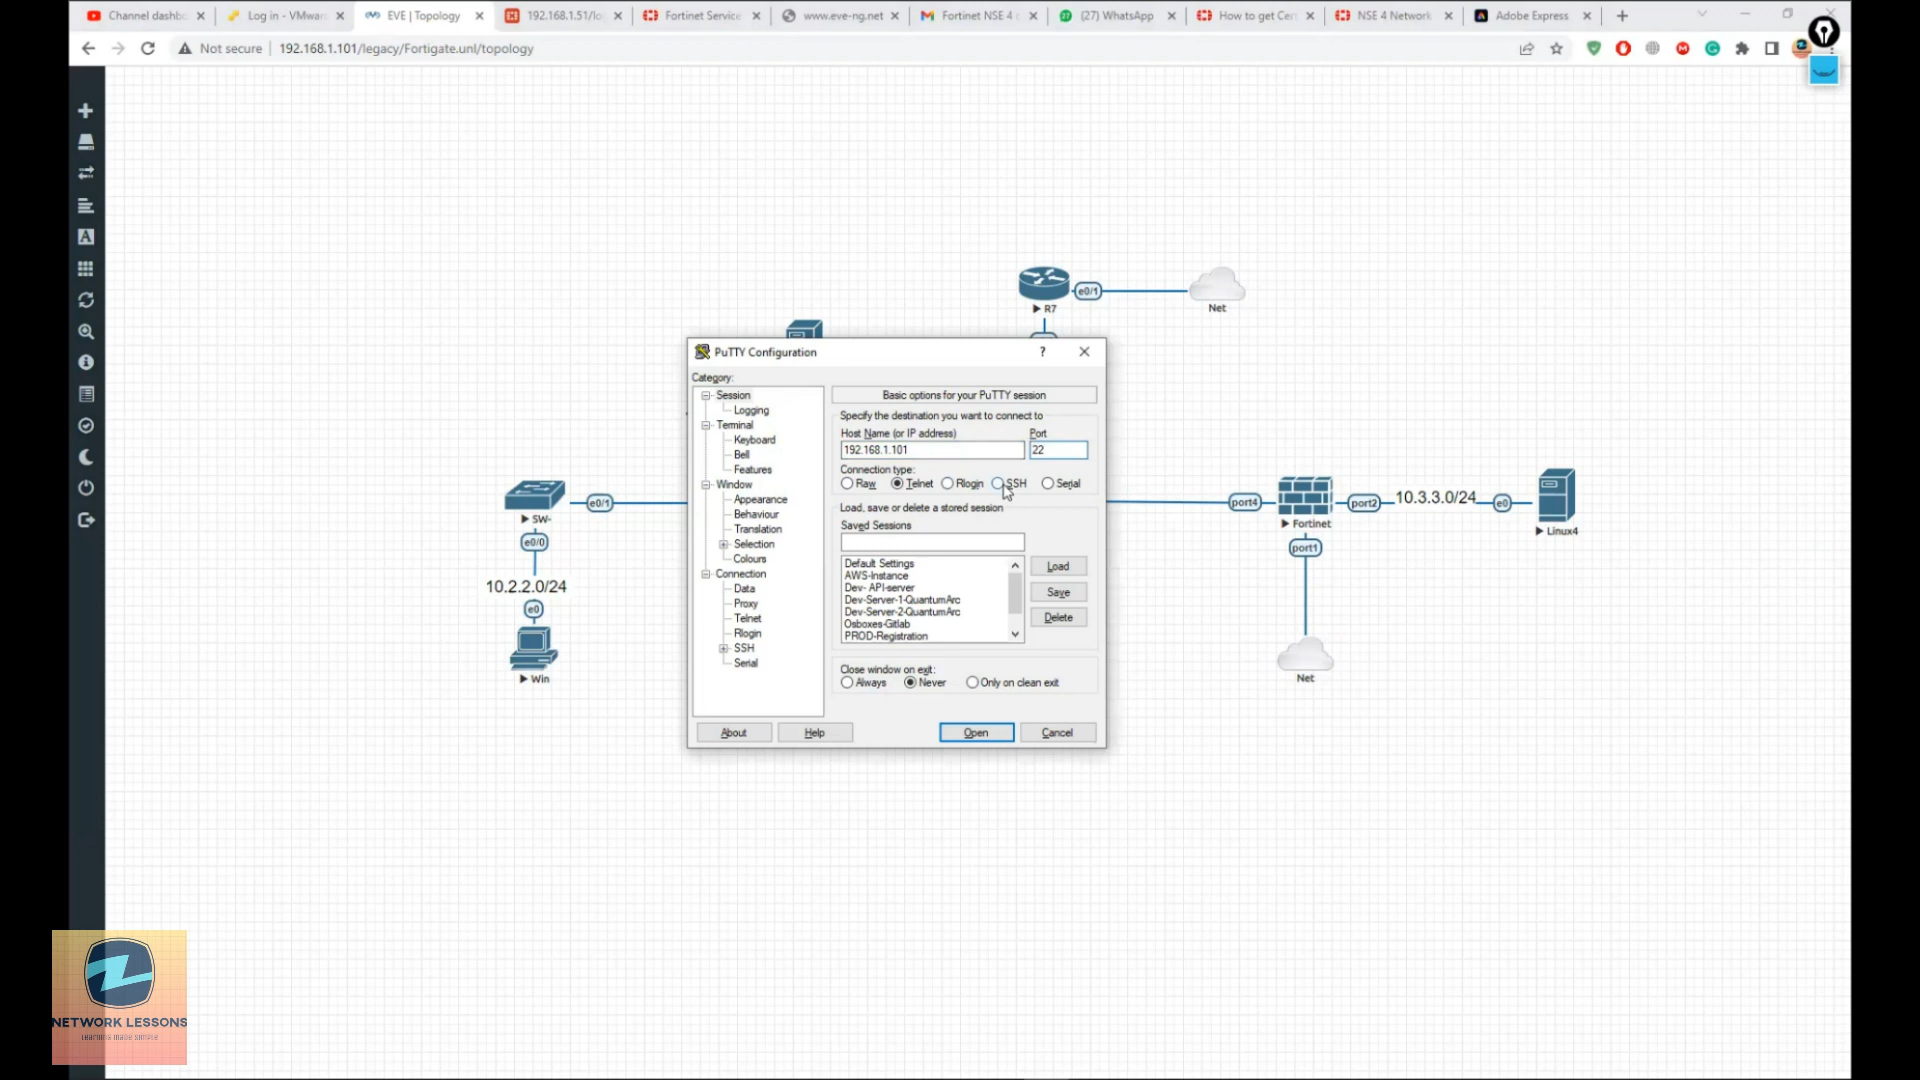 Channel dashb
Log in - VMwar
EVE | Topology
192.168.1.51/lo
Fortinet Service
www.eve-ng.net
Fortinet NSE 4
(27) WhatsApp
How to get Cer
NSE 4 Network
Adobe Express
Not secure
192.168.1.101/legacy/Fortigate.unl/topology
e0/1
R7
Net
PuTTY Configuration
?
Category:
Session
Logging
Terminal
Keyboard
Bell
Features
Window
Appearance
Behaviour
Translation
Selection
Colours
Connection
Data
Proxy
Telnet
Rlogin
SSH
Serial
Basic options for your PuTTY session
Specify the destination you want to connect to
Host Name (or IP address)
Port
192.168.1.101
22
Connection type:
Raw
Telnet
Rlogin
SSH
Serial
Load, save or delete a stored session
Saved Sessions
Default Settings
AWS-Instance
Dev- API-server
Dev-Server-1-QuantumArc
Dev-Server-2-QuantumArc
Osboxes-Gitlab
PROD-Registration
Load
Save
Delete
Close window on exit:
Always
Never
Only on clean exit
About
Help
Open
Cancel
SW-
e0/1
e0/0
10.2.2.0/24
e0
Win
port4
Fortinet
port2
10.3.3.0/24
e0
Linux4
port1
Net
NETWORK LESSONS
LEARNING MADE SIMPLE